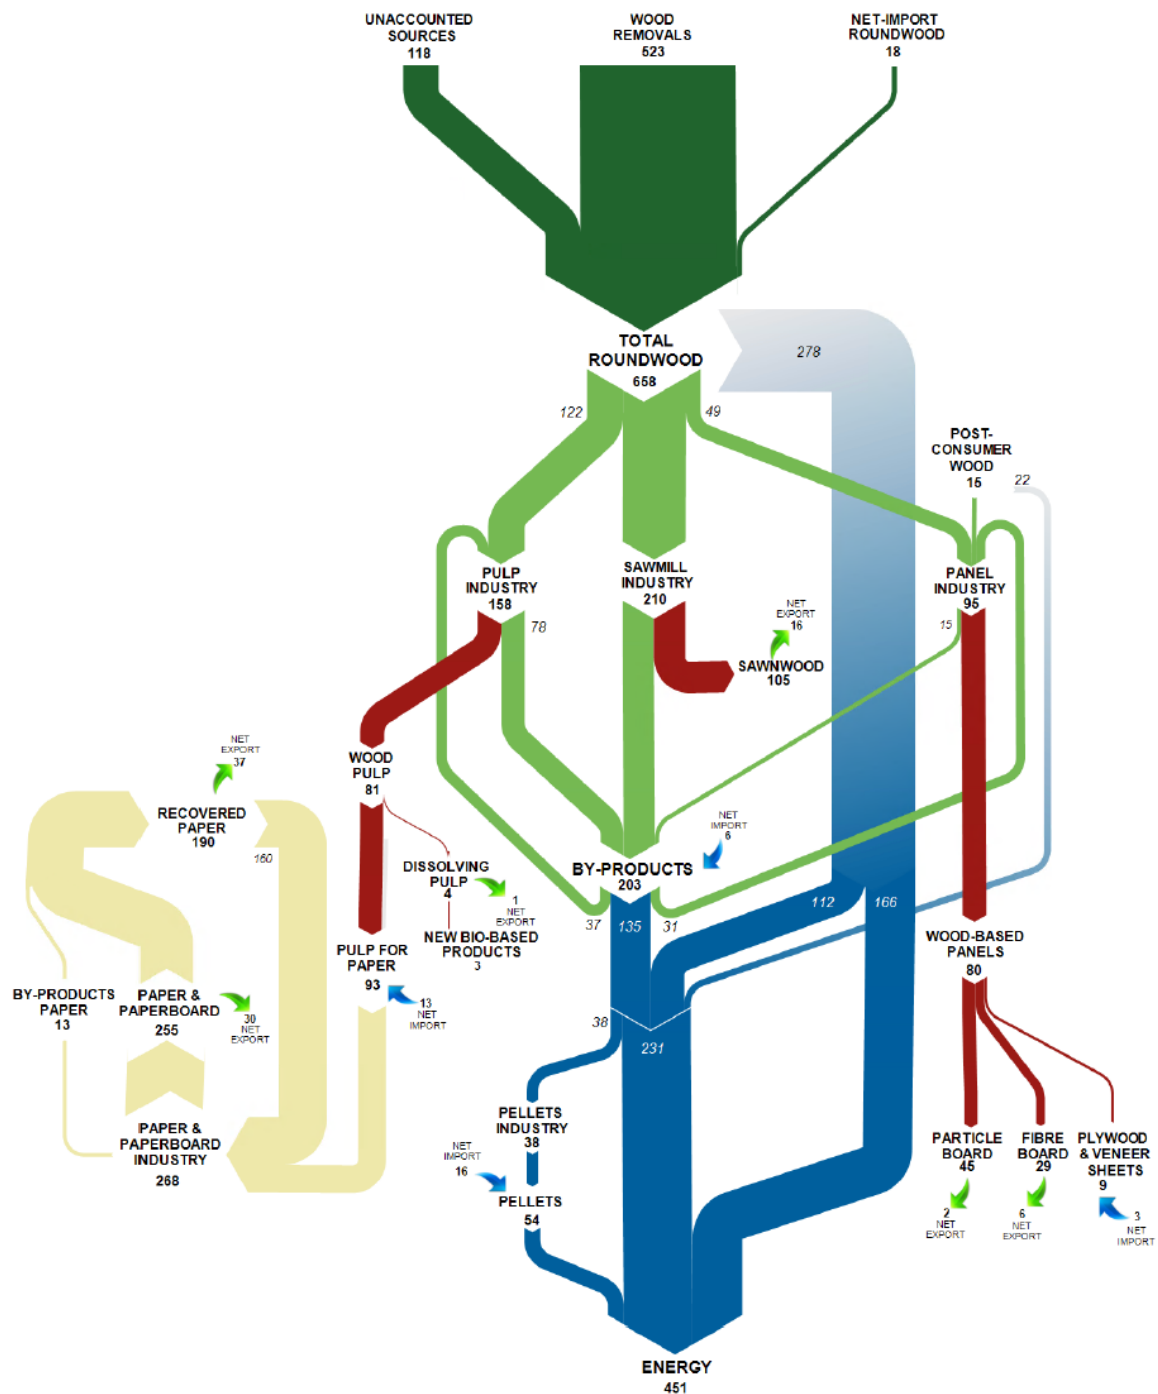 UNACCOUNTED
SOURCES
118
WOOD
REMOVALS
523
NET-IMPORT
ROUNDWOOD
18
TOTAL
ROUNDWOOD
658
278
122
49
POST-
CONSUMER
WOOD
15
22
PULP
INDUSTRY
158
SAWMILL
INDUSTRY
210
PANEL
INDUSTRY
95
78
15
NET
EXPORT
16
SAWNWOOD
105
NET
EXPORT
37
WOOD
PULP
81
RECOVERED
PAPER
190
160
NET
IMPORT
6
DISSOLVING
PULP
4
1
NET
EXPORT
BY-PRODUCTS
203
37
135
31
112
166
NEW BIO-BASED
PRODUCTS
3
PULP FOR
PAPER
93
13
NET
IMPORT
WOOD-BASED
PANELS
80
BY-PRODUCTS
PAPER
13
PAPER &
PAPERBOARD
255
30
NET
EXPORT
38
231
PELLETS
INDUSTRY
38
PAPER &
PAPERBOARD
INDUSTRY
268
NET
IMPORT
16
PELLETS
54
PARTICLE
BOARD
45
FIBRE
BOARD
29
PLYWOOD
& VENEER
SHEETS
9
2
NET
EXPORT
6
NET
EXPORT
3
NET
IMPORT
ENERGY
451